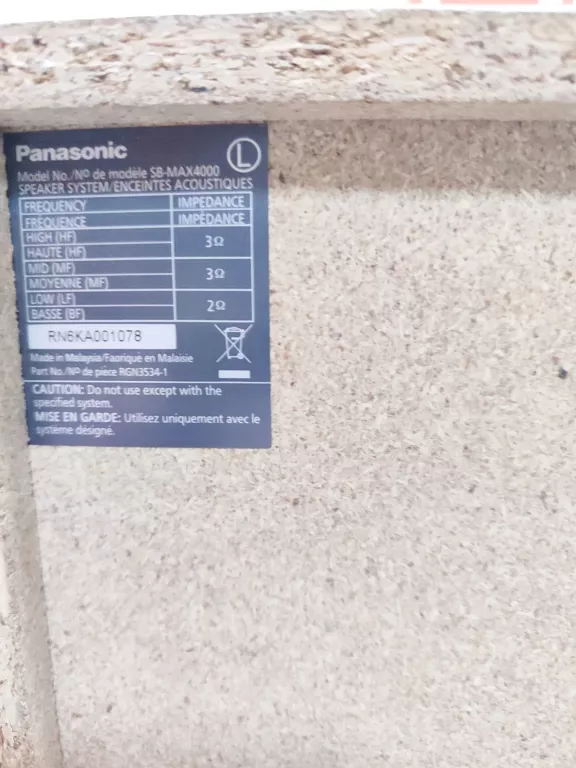 Panasonic
L
Model No./Nº de modèle SB-MAX4000
SPEAKER SYSTEM/ENCEINTES ACOUSTIQUES
FREQUENCY IMPEDANCE
FRÉQUENCE IMPÉDANCE
HIGH (HF)
HAUTE (HF) 3Ω
MID (MF)
MOYENNE (MF) 3Ω
LOW (LF)
BASSE (BF) 2Ω
RN6KA001078
Made in Malaysia/Fabriqué en Malaisie
Part No./Nº de pièce RGN3534-1
CAUTION: Do not use except with the
specified system.
MISE EN GARDE: Utilisez uniquement avec le
système désigné.